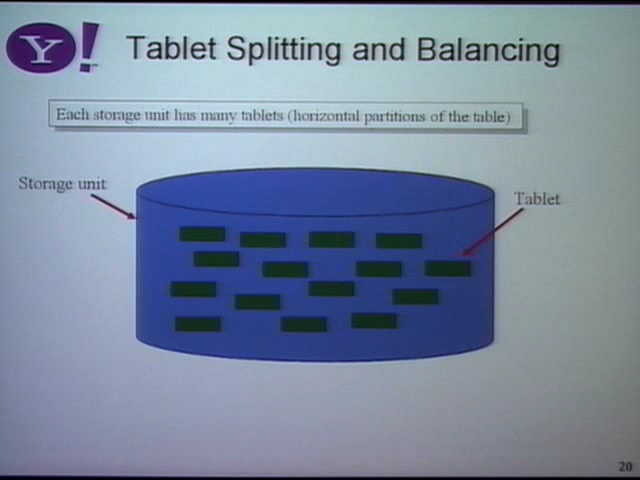 Y!
Tablet Splitting and Balancing
Each storage unit has many tablets (horizontal partitions of the table)
Storage unit
Tablet
20